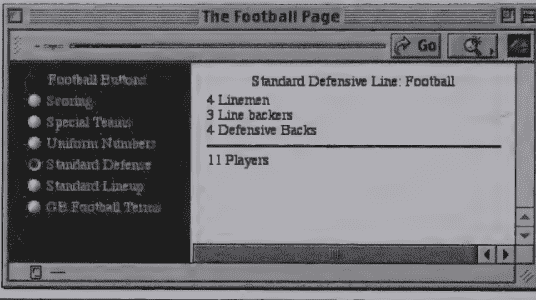 The Football Page
Go
Football Buttons
Scoring
Special Teams
Uniform Numbers
Standard Defense
Standard Lineup
GB Football Terms
Standard Defensive Line: Football
4 Linemen
3 Line backers
4 Defensive Backs
11 Players